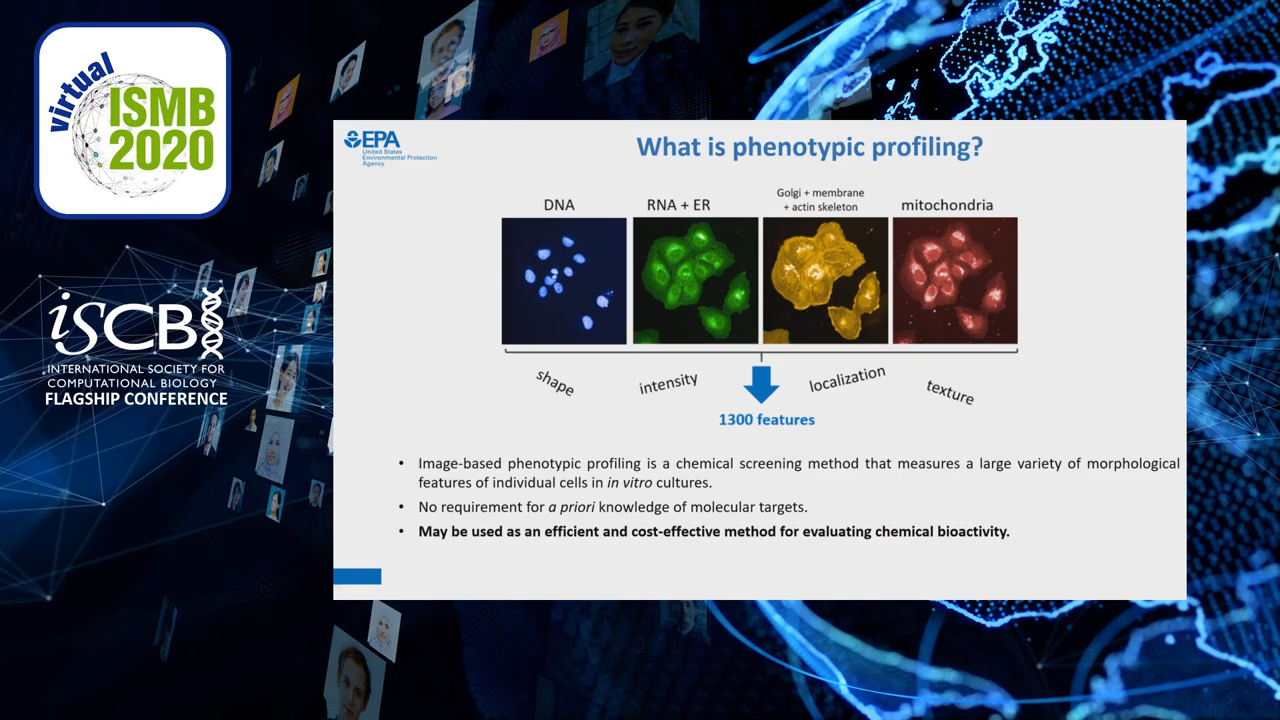 virtual
ISMB
2020
iSCB
INTERNATIONAL SOCIETY FOR
COMPUTATIONAL BIOLOGY
FLAGSHIP CONFERENCE
EPA
United States
Environmental Protection
Agency
What is phenotypic profiling?
DNA
RNA + ER
Golgi + membrane
+ actin skeleton
mitochondria
shape
intensity
localization
texture
1300 features
• Image-based phenotypic profiling is a chemical screening method that measures a large variety of morphological
features of individual cells in in vitro cultures.
• No requirement for a priori knowledge of molecular targets.
• May be used as an efficient and cost-effective method for evaluating chemical bioactivity.